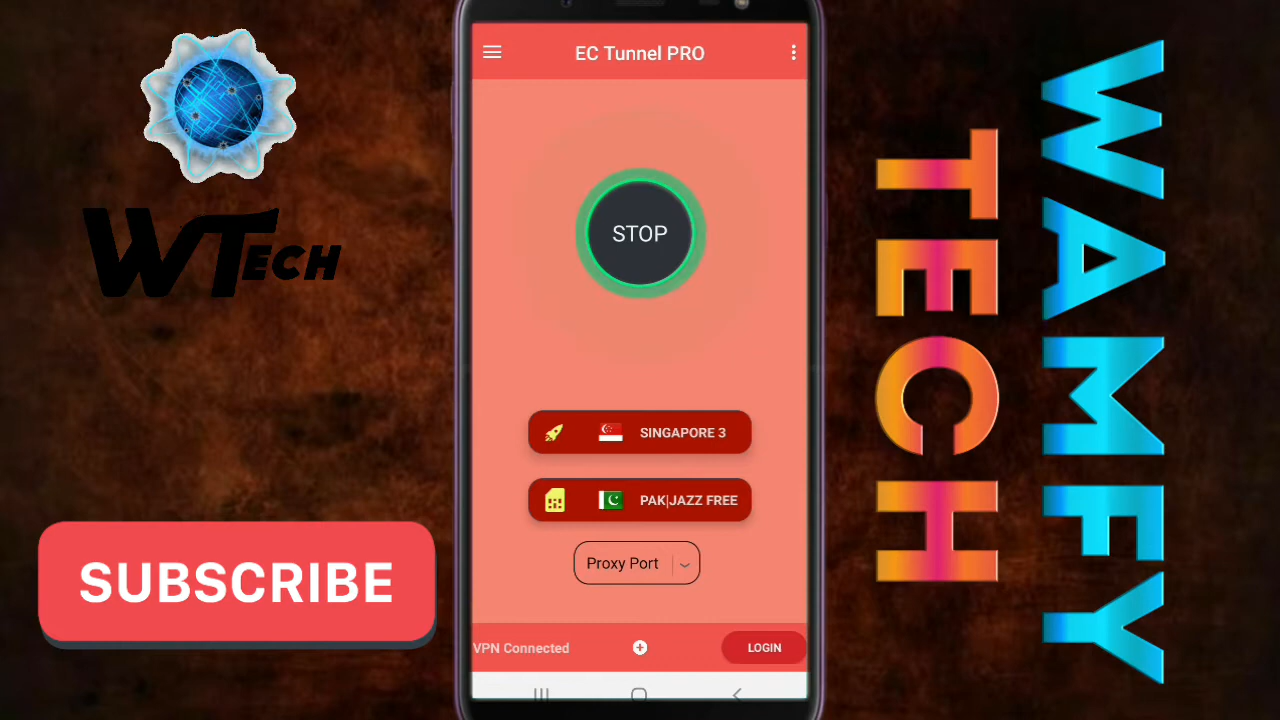 WTECH
SUBSCRIBE
EC Tunnel PRO
STOP
SINGAPORE 3
PAK|JAZZ FREE
Proxy Port
VPN Connected
LOGIN
WAMFY
TECH